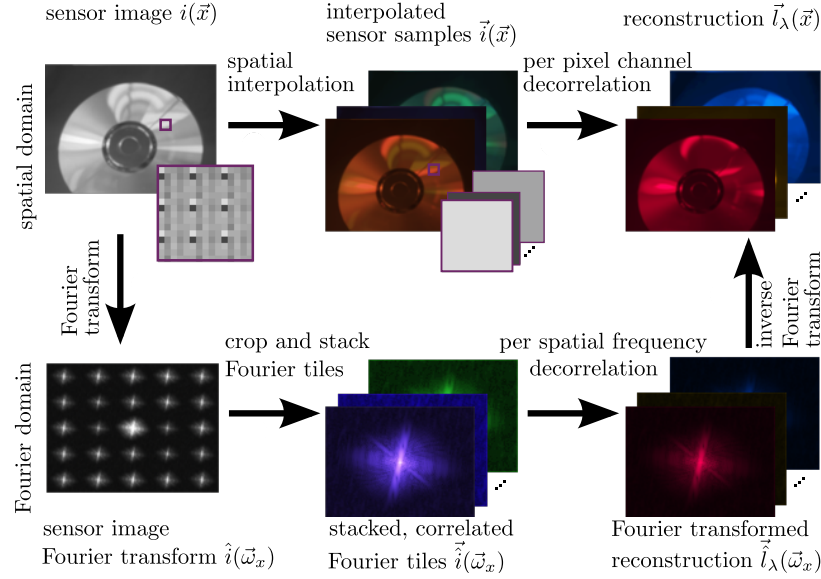 sensor image i(x⃗)
interpolated
sensor samples i⃗(x⃗)
reconstruction l⃗_λ(x⃗)
spatial
interpolation
per pixel channel
decorrelation
spatial domain
Fourier
transform
inverse
Fourier
transform
crop and stack
Fourier tiles
per spatial frequency
decorrelation
Fourier domain
sensor image
Fourier transform î(ω⃗_x)
stacked, correlated
Fourier tiles î⃗(ω⃗_x)
Fourier transformed
reconstruction l̂⃗_λ(ω⃗_x)